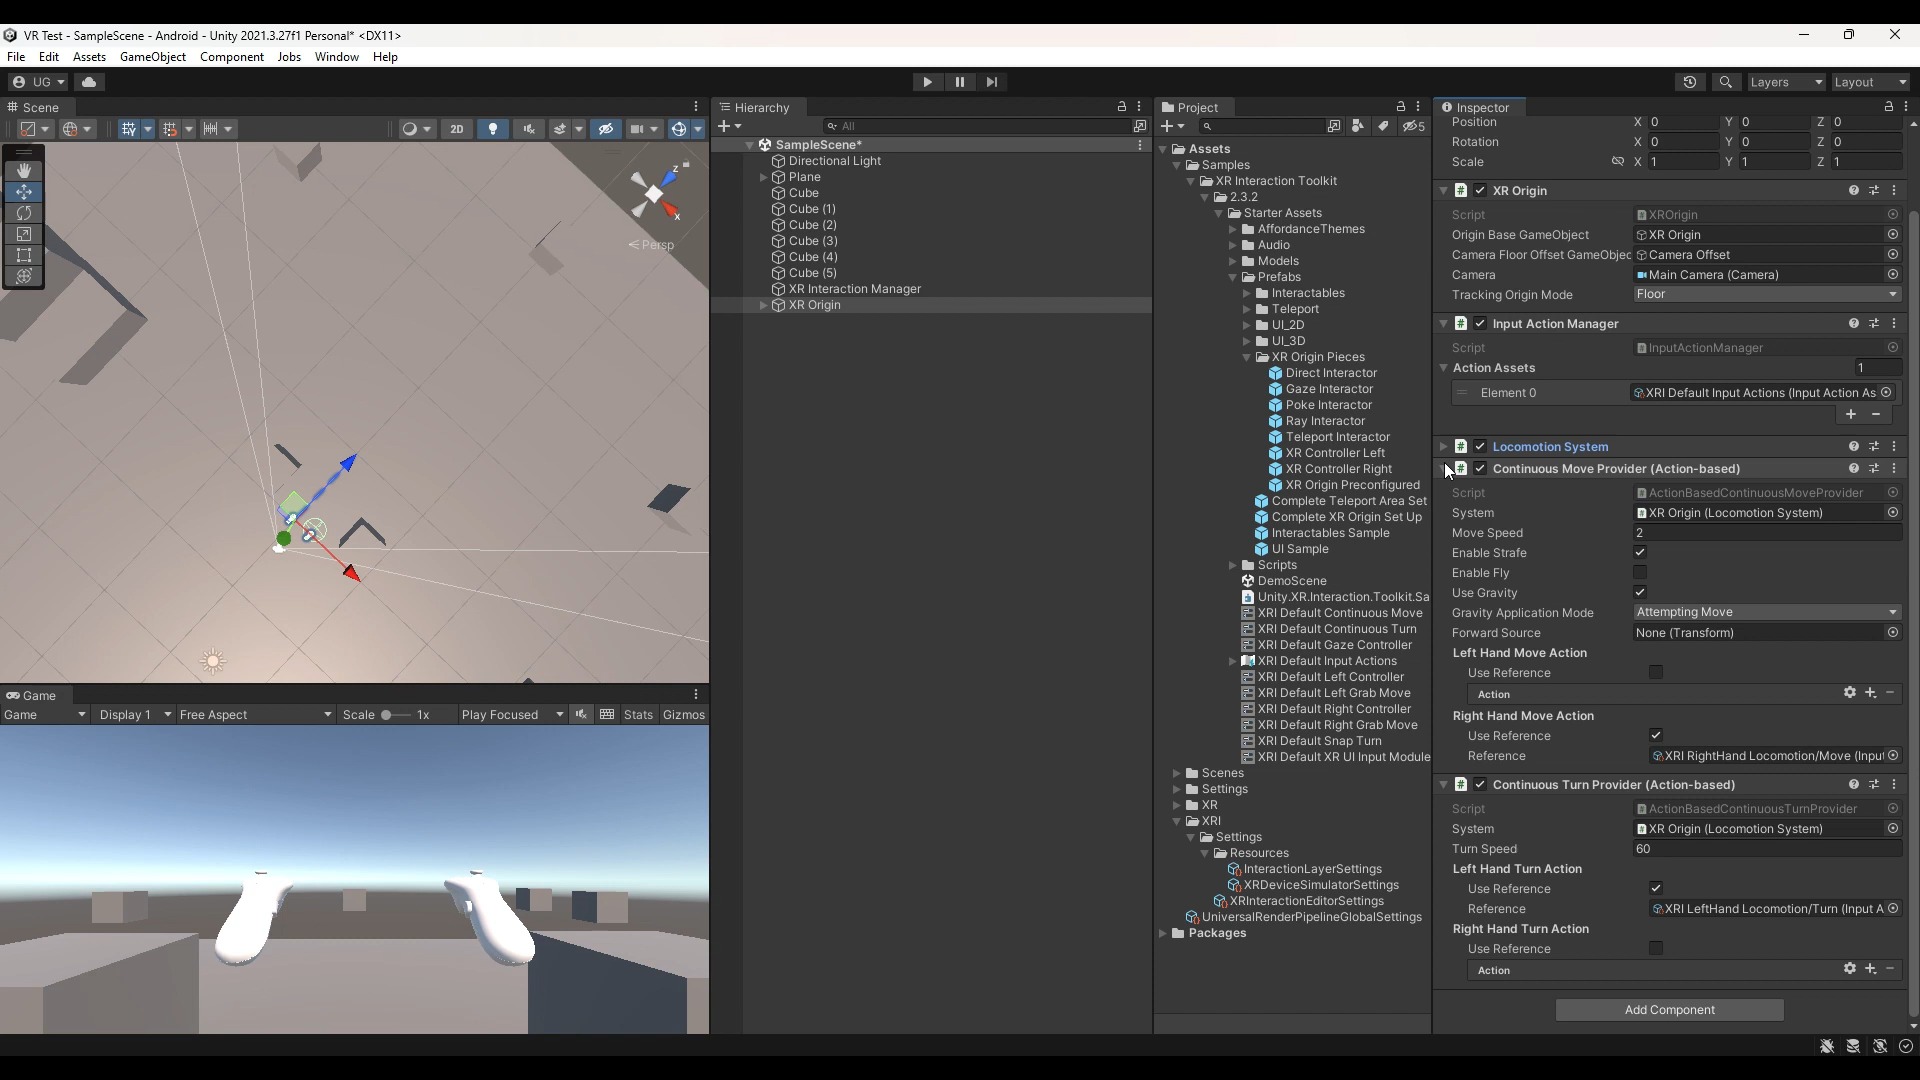 VR Test - SampleScene - Android - Unity 2021.3.27f1 Personal* <DX11>
File Edit Assets GameObject Component Jobs Window Help
UG Layers Layout
Scene
2D
Persp
Game
Game Display 1 Free Aspect Scale 1x Play Focused Stats Gizmos
Hierarchy
All
SampleScene*
Directional Light
Plane
Cube
Cube (1)
Cube (2)
Cube (3)
Cube (4)
Cube (5)
XR Interaction Manager
XR Origin
Project
5
Assets
Samples
XR Interaction Toolkit
2.3.2
Starter Assets
AffordanceThemes
Audio
Models
Prefabs
Interactables
Teleport
UI_2D
UI_3D
XR Origin Pieces
Direct Interactor
Gaze Interactor
Poke Interactor
Ray Interactor
Teleport Interactor
XR Controller Left
XR Controller Right
XR Origin Preconfigured
Complete Teleport Area Set
Complete XR Origin Set Up
Interactables Sample
UI Sample
Scripts
DemoScene
Unity.XR.Interaction.Toolkit.Sa
XRI Default Continuous Move
XRI Default Continuous Turn
XRI Default Gaze Controller
XRI Default Input Actions
XRI Default Left Controller
XRI Default Left Grab Move
XRI Default Right Controller
XRI Default Right Grab Move
XRI Default Snap Turn
XRI Default XR UI Input Module
Scenes
Settings
XR
XRI
Settings
Resources
InteractionLayerSettings
XRDeviceSimulatorSettings
XRInteractionEditorSettings
UniversalRenderPipelineGlobalSettings
Packages
Inspector
Position X 0 Y 0 Z 0
Rotation X 0 Y 0 Z 0
Scale X 1 Y 1 Z 1
XR Origin
Script XROrigin
Origin Base GameObject XR Origin
Camera Floor Offset GameObjec Camera Offset
Camera Main Camera (Camera)
Tracking Origin Mode Floor
Input Action Manager
Script InputActionManager
Action Assets 1
Element 0 XRI Default Input Actions (Input Action As
Locomotion System
Continuous Move Provider (Action-based)
Script ActionBasedContinuousMoveProvider
System XR Origin (Locomotion System)
Move Speed 2
Enable Strafe
Enable Fly
Use Gravity
Gravity Application Mode Attempting Move
Forward Source None (Transform)
Left Hand Move Action
Use Reference
Action
Right Hand Move Action
Use Reference
Reference XRI RightHand Locomotion/Move (Input
Continuous Turn Provider (Action-based)
Script ActionBasedContinuousTurnProvider
System XR Origin (Locomotion System)
Turn Speed 60
Left Hand Turn Action
Use Reference
Reference XRI LeftHand Locomotion/Turn (Input A
Right Hand Turn Action
Use Reference
Action
Add Component